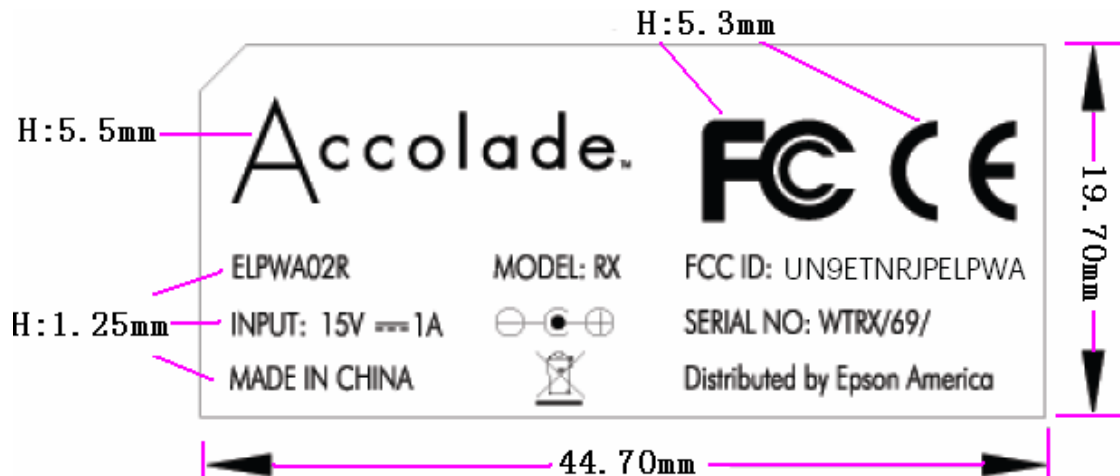 H:5.3mm
H:5.5mm
Accolade™
FC CE
19.70mm
ELPWA02R MODEL: RX FCC ID: UN9ETNRJPELPWA
H:1.25mm
INPUT: 15V ⎓ 1A SERIAL NO: WTRX/69/
MADE IN CHINA Distributed by Epson America
44.70mm